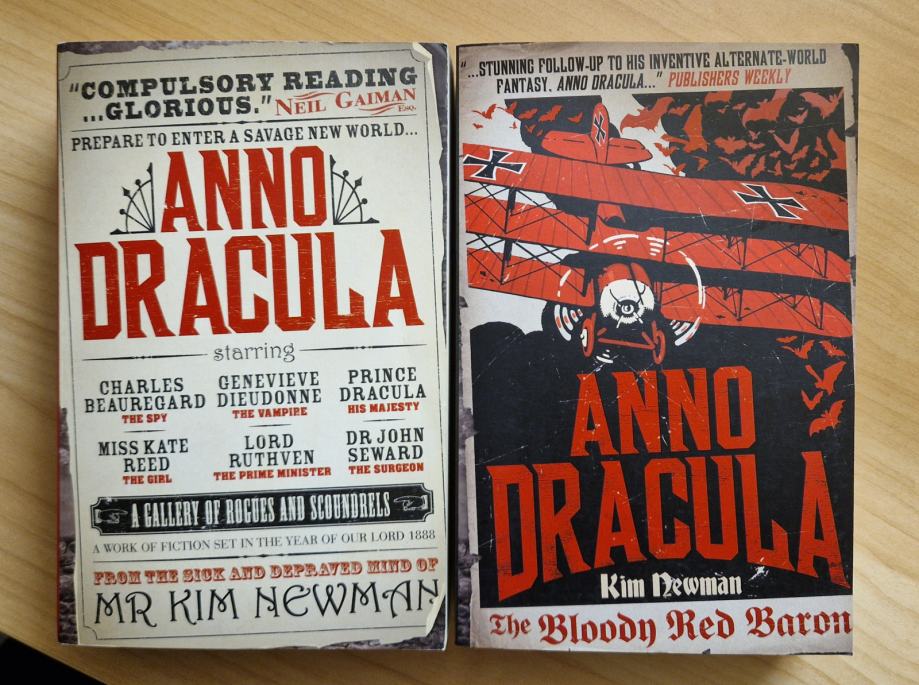 "COMPULSORY READING
...GLORIOUS." NEIL GAIMAN ESQ.
PREPARE TO ENTER A SAVAGE NEW WORLD...
ANNO
DRACULA
starring
CHARLES BEAUREGARD
THE SPY
GENEVIEVE DIEUDONNE
THE VAMPIRE
PRINCE DRACULA
HIS MAJESTY
MISS KATE REED
THE GIRL
LORD RUTHVEN
THE PRIME MINISTER
DR JOHN SEWARD
THE SURGEON
A GALLERY OF ROGUES AND SCOUNDRELS
A WORK OF FICTION SET IN THE YEAR OF OUR LORD 1888
FROM THE SICK AND DEPRAVED MIND OF
MR KIM NEWMAN
"...STUNNING FOLLOW-UP TO HIS INVENTIVE ALTERNATE-WORLD
FANTASY, ANNO DRACULA..." PUBLISHERS WEEKLY
ANNO
DRACULA
Kim Newman
The Bloody Red Baron